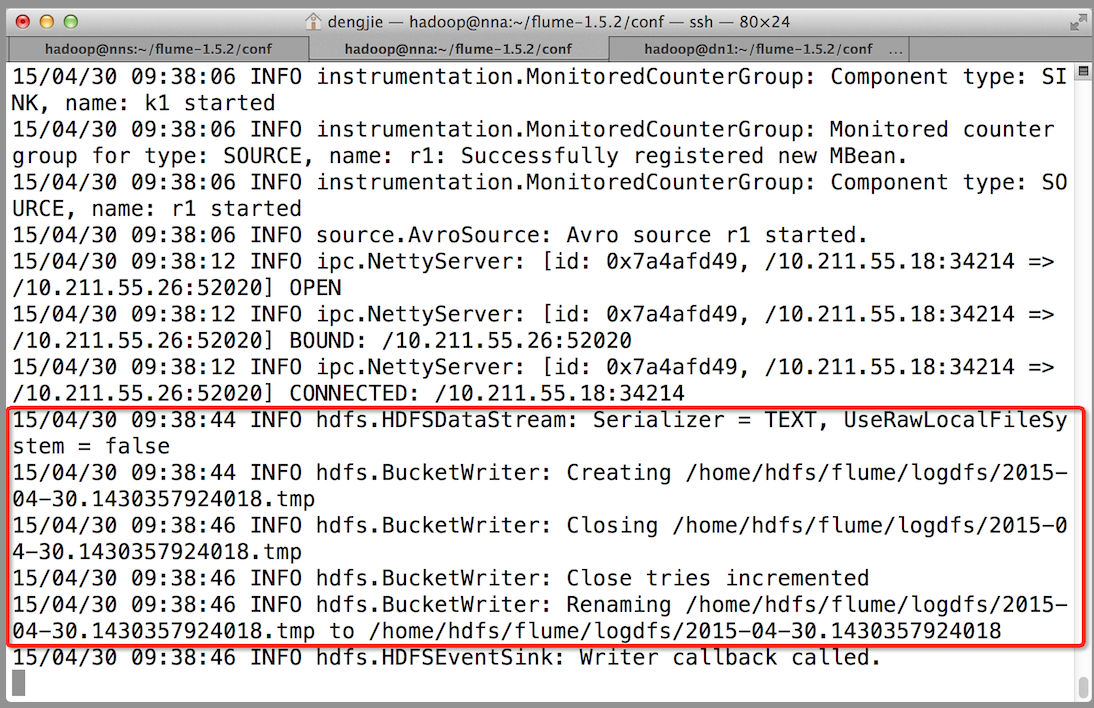 dengjie — hadoop@nna:~/flume-1.5.2/conf — ssh — 80×24
hadoop@nns:~/flume-1.5.2/conf hadoop@nna:~/flume-1.5.2/conf hadoop@dn1:~/flume-1.5.2/conf ...
15/04/30 09:38:06 INFO instrumentation.MonitoredCounterGroup: Component type: SI
NK, name: k1 started
15/04/30 09:38:06 INFO instrumentation.MonitoredCounterGroup: Monitored counter
group for type: SOURCE, name: r1: Successfully registered new MBean.
15/04/30 09:38:06 INFO instrumentation.MonitoredCounterGroup: Component type: SO
URCE, name: r1 started
15/04/30 09:38:06 INFO source.AvroSource: Avro source r1 started.
15/04/30 09:38:12 INFO ipc.NettyServer: [id: 0x7a4afd49, /10.211.55.18:34214 =>
/10.211.55.26:52020] OPEN
15/04/30 09:38:12 INFO ipc.NettyServer: [id: 0x7a4afd49, /10.211.55.18:34214 =>
/10.211.55.26:52020] BOUND: /10.211.55.26:52020
15/04/30 09:38:12 INFO ipc.NettyServer: [id: 0x7a4afd49, /10.211.55.18:34214 =>
/10.211.55.26:52020] CONNECTED: /10.211.55.18:34214
15/04/30 09:38:44 INFO hdfs.HDFSDataStream: Serializer = TEXT, UseRawLocalFileSy
stem = false
15/04/30 09:38:44 INFO hdfs.BucketWriter: Creating /home/hdfs/flume/logdfs/2015-
04-30.1430357924018.tmp
15/04/30 09:38:46 INFO hdfs.BucketWriter: Closing /home/hdfs/flume/logdfs/2015-0
4-30.1430357924018.tmp
15/04/30 09:38:46 INFO hdfs.BucketWriter: Close tries incremented
15/04/30 09:38:46 INFO hdfs.BucketWriter: Renaming /home/hdfs/flume/logdfs/2015-
04-30.1430357924018.tmp to /home/hdfs/flume/logdfs/2015-04-30.1430357924018
15/04/30 09:38:46 INFO hdfs.HDFSEventSink: Writer callback called.